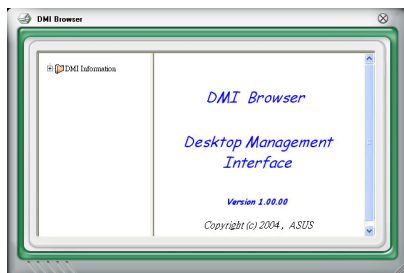 DMI Browser
DMI Information
DMI Browser
Desktop Management
Interface
Version 1.00.00
Copyright (c) 2004, ASUS